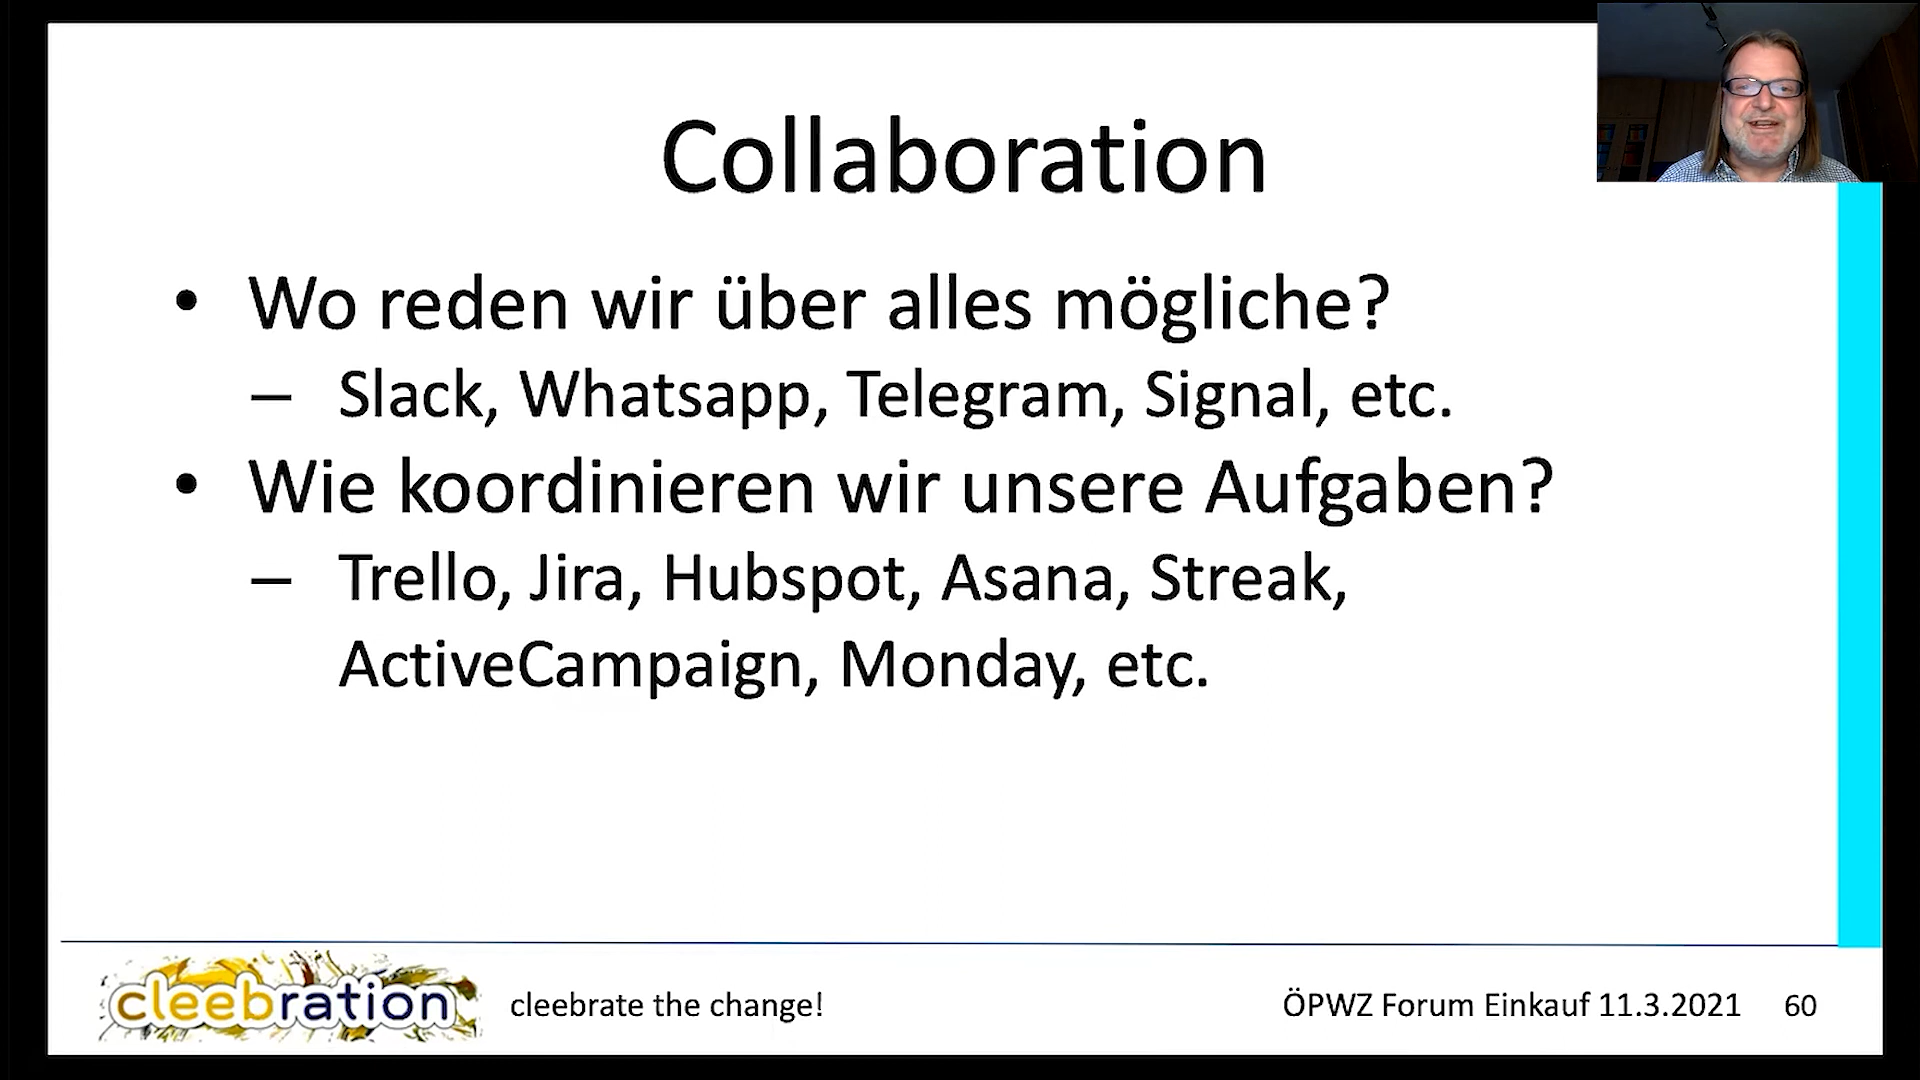 Collaboration
• Wo reden wir über alles mögliche?
– Slack, Whatsapp, Telegram, Signal, etc.
• Wie koordinieren wir unsere Aufgaben?
– Trello, Jira, Hubspot, Asana, Streak,
ActiveCampaign, Monday, etc.
cleebration cleebrate the change! ÖPWZ Forum Einkauf 11.3.2021 60